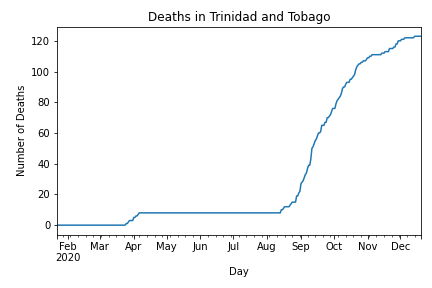 Deaths in Trinidad and Tobago
Number of Deaths
120
100
80
60
40
20
0
Feb Mar Apr May Jun Jul Aug Sep Oct Nov Dec
2020
Day